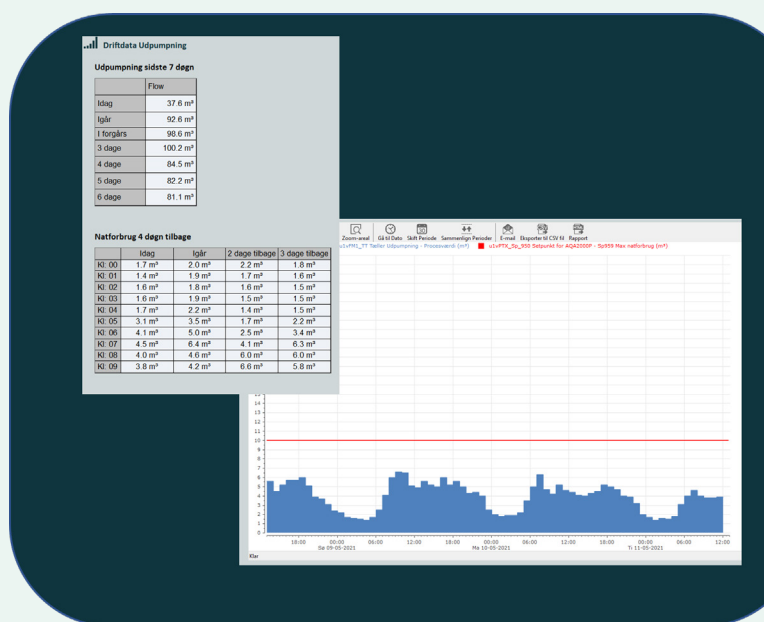 Driftdata Udpumpning
Udpumpning sidste 7 døgn
Flow
Idag 37.6 m³
Igår 92.6 m³
I forgårs 98.6 m³
3 dage 100.2 m³
4 dage 84.5 m³
5 dage 82.2 m³
6 dage 81.1 m³
Natforbrug 4 døgn tilbage
Idag Igår 2 dage tilbage 3 dage tilbage
Kl: 00 1.7 m³ 2.0 m³ 2.2 m³ 1.8 m³
Kl: 01 1.4 m³ 1.9 m³ 1.7 m³ 1.6 m³
Kl: 02 1.6 m³ 1.8 m³ 1.6 m³ 1.5 m³
Kl: 03 1.6 m³ 1.9 m³ 1.5 m³ 1.5 m³
Kl: 04 1.7 m³ 2.2 m³ 1.4 m³ 1.5 m³
Kl: 05 3.1 m³ 3.5 m³ 1.7 m³ 2.2 m³
Kl: 06 4.1 m³ 5.0 m³ 2.5 m³ 3.4 m³
Kl: 07 4.5 m³ 6.4 m³ 4.1 m³ 6.3 m³
Kl: 08 4.0 m³ 4.6 m³ 6.0 m³ 6.0 m³
Kl: 09 3.8 m³ 4.2 m³ 6.6 m³ 5.8 m³
Zoom-areal Gå til Dato Skift Periode Sammenlign Perioder E-mail Eksporter til CSV fil Rapport
u1vFM1_TT Tæller Udpumpning - Procesværdi (m³) u1vPTX_Sp_950 Setpunkt for AQA2000P - Sp959 Max natforbrug (m³)
15
14
13
12
11
10
9
8
7
6
5
4
3
2
1
0
18:00 00:00 06:00 12:00 18:00 00:00 06:00 12:00 18:00 00:00 06:00 12:00
Sø 09-05-2021 Ma 10-05-2021 Ti 11-05-2021
Klar